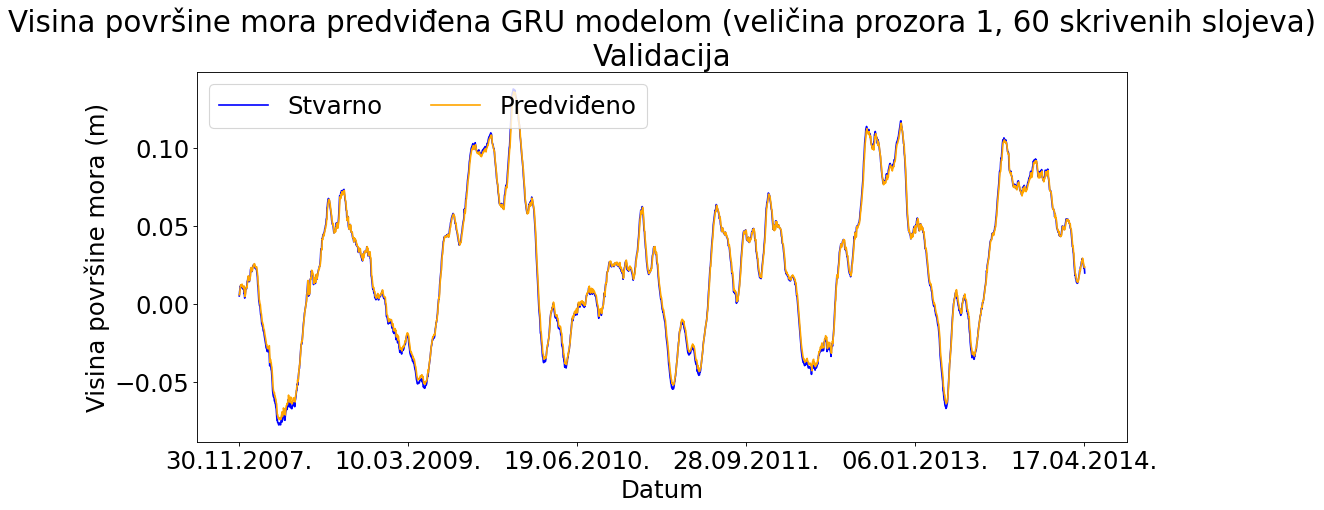 Visina površine mora predviđena GRU modelom (veličina prozora 1, 60 skrivenih slojeva)
Validacija
Stvarno
Predviđeno
Visina površine mora (m)
0.10
0.05
0.00
−0.05
30.11.2007. 10.03.2009. 19.06.2010. 28.09.2011. 06.01.2013. 17.04.2014.
Datum